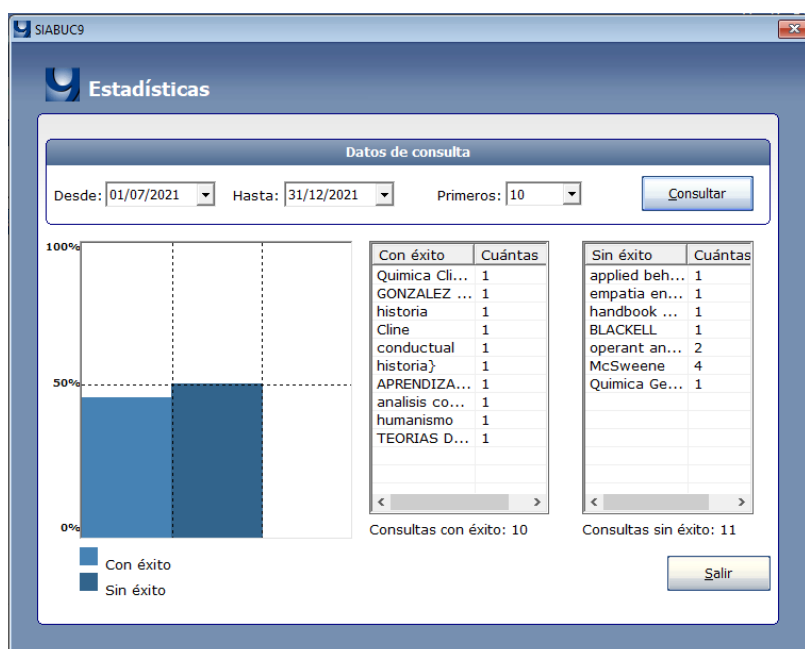 SIABUC9
Estadísticas
Datos de consulta
Desde: 01/07/2021 Hasta: 31/12/2021 Primeros: 10 Consultar
100%
50%
0%
Con éxito
Sin éxito
Con éxito Cuántas
Quimica Cli... 1
GONZALEZ ... 1
historia 1
Cline 1
conductual 1
historia} 1
APRENDIZA... 1
analisis co... 1
humanismo 1
TEORIAS D... 1
Consultas con éxito: 10
Sin éxito Cuántas
applied beh... 1
empatia en... 1
handbook ... 1
BLACKELL 1
operant an... 2
McSweene 4
Quimica Ge... 1
Consultas sin éxito: 11
Salir